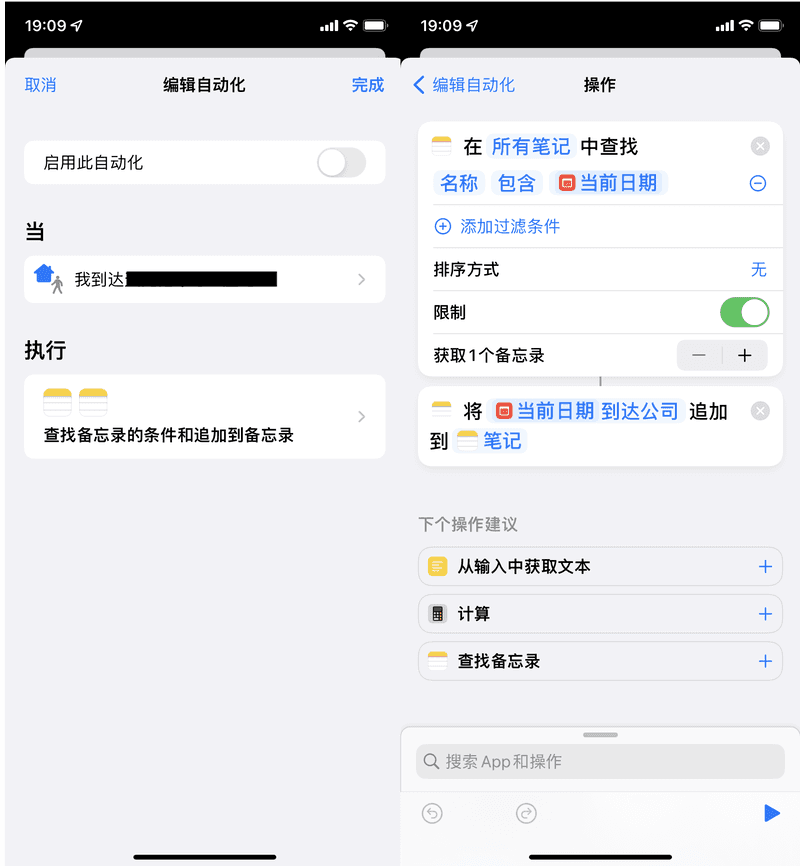 19:09
取消
编辑自动化
完成
启用此自动化
当
我到达
执行
查找备忘录的条件和追加到备忘录
19:09
编辑自动化
操作
在 所有笔记 中查找
名称 包含 当前日期
添加过滤条件
排序方式
无
限制
获取1个备忘录
将 当前日期 到达公司 追加
到 笔记
下个操作建议
从输入中获取文本
计算
查找备忘录
搜索 App 和操作